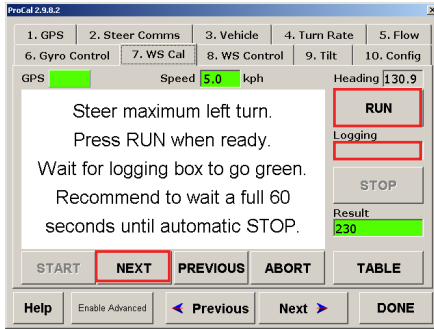 ProCal 2.9.8.2
1. GPS
2. Steer Comms
3. Vehicle
4. Turn Rate
5. Flow
6. Gyro Control
7. WS Cal
8. WS Control
9. Tilt
10. Config
GPS
Speed 5.0 kph
Heading 130.9
Steer maximum left turn.
Press RUN when ready.
Wait for logging box to go green.
Recommend to wait a full 60
seconds until automatic STOP.
RUN
Logging
STOP
Result
230
START
NEXT
PREVIOUS
ABORT
TABLE
Help
Enable Advanced
Previous
Next
DONE